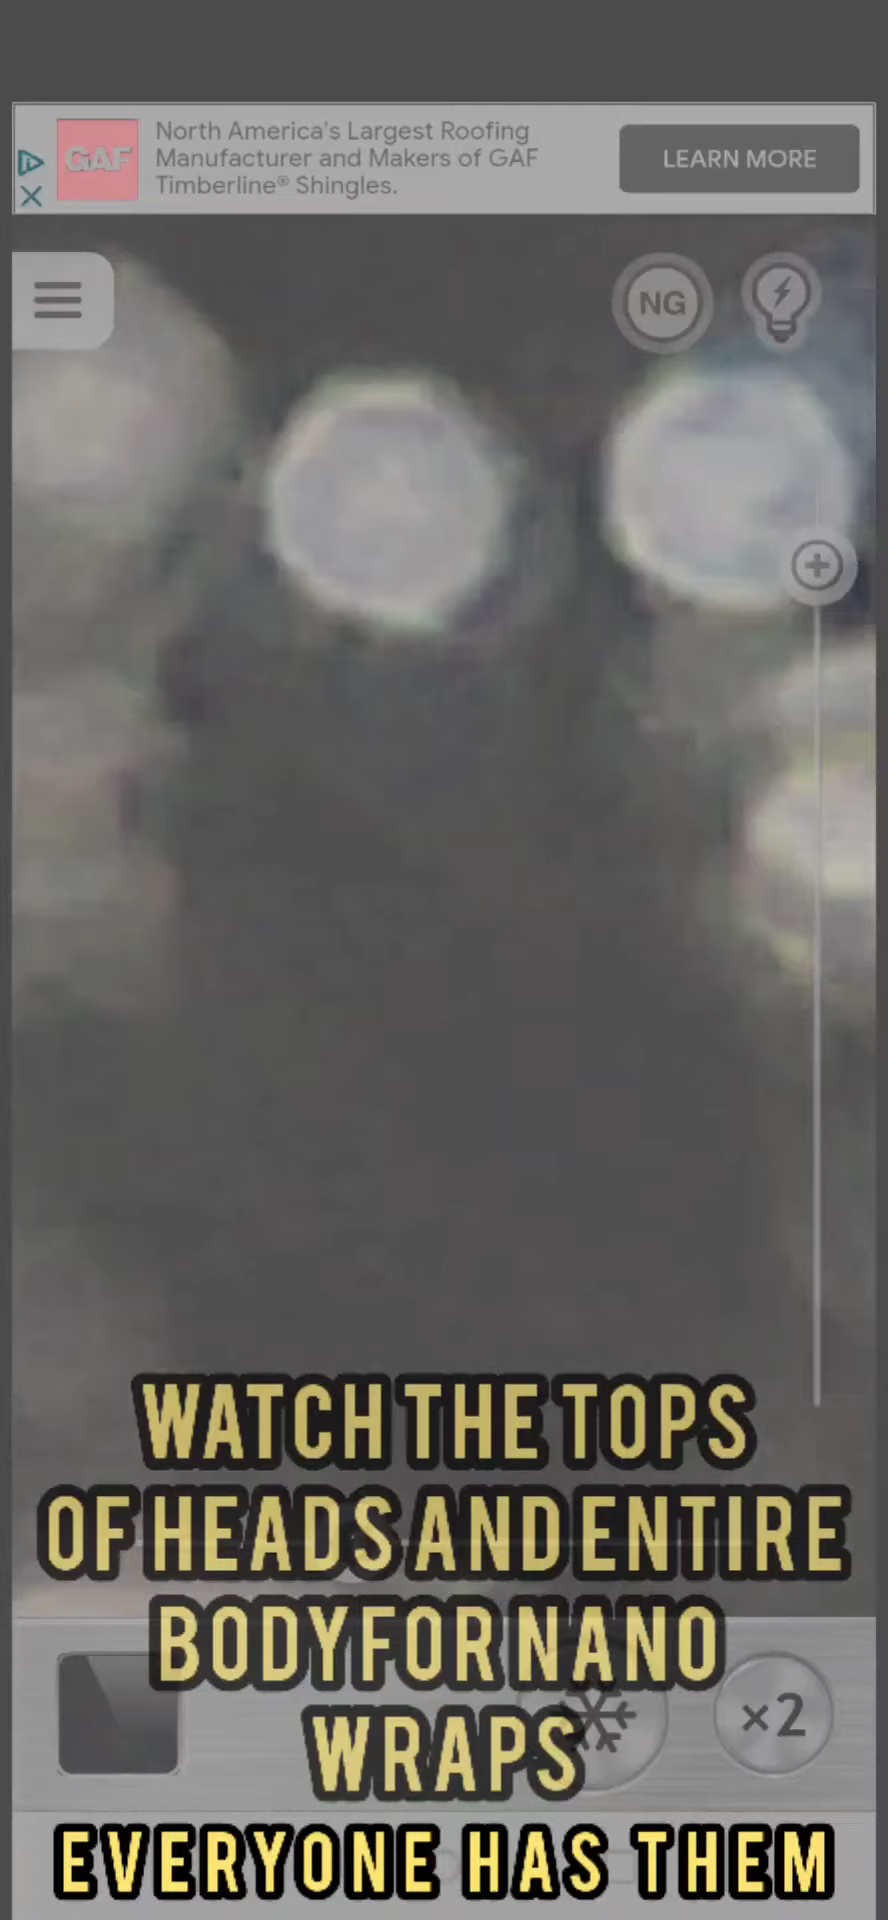 GAF
North America's Largest Roofing
Manufacturer and Makers of GAF
Timberline® Shingles.
LEARN MORE
NG
WATCH THE TOPS
OF HEADS AND ENTIRE
BODY FOR NANO
WRAPS
×2
EVERYONE HAS THEM